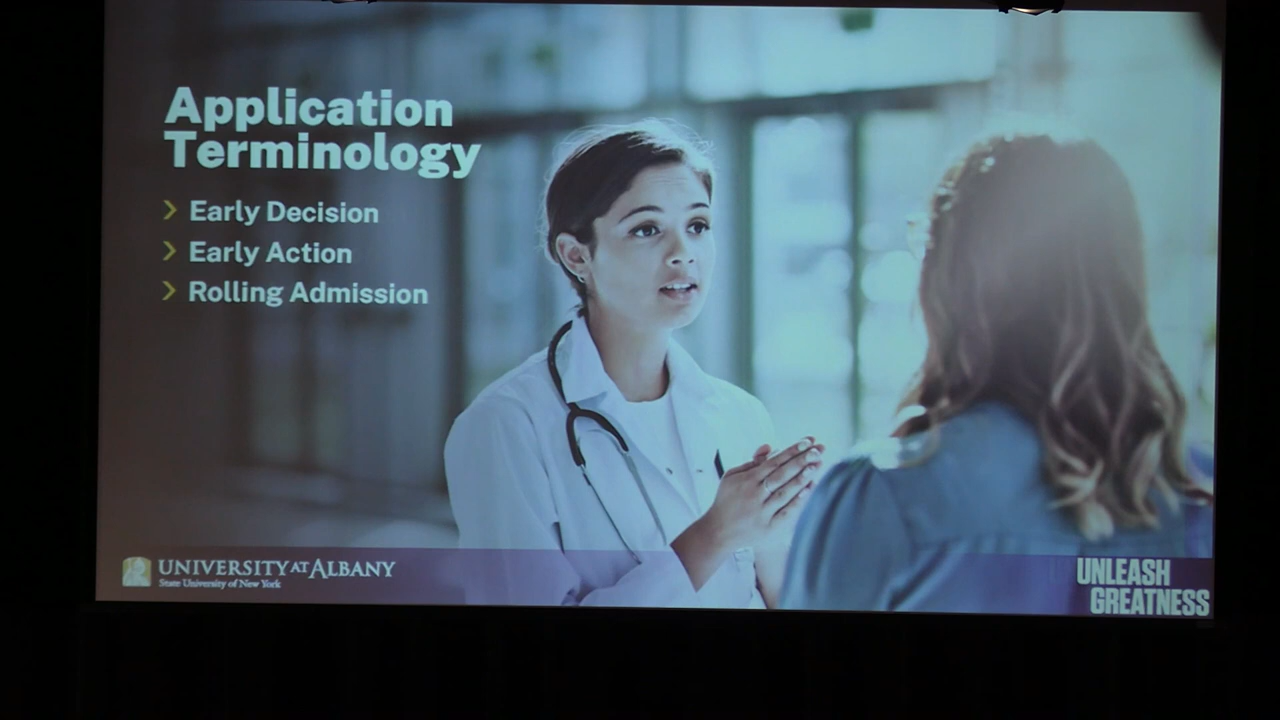 Application
Terminology
Early Decision
Early Action
Rolling Admission
UNIVERSITY AT ALBANY
State University of New York
UNLEASH
GREATNESS